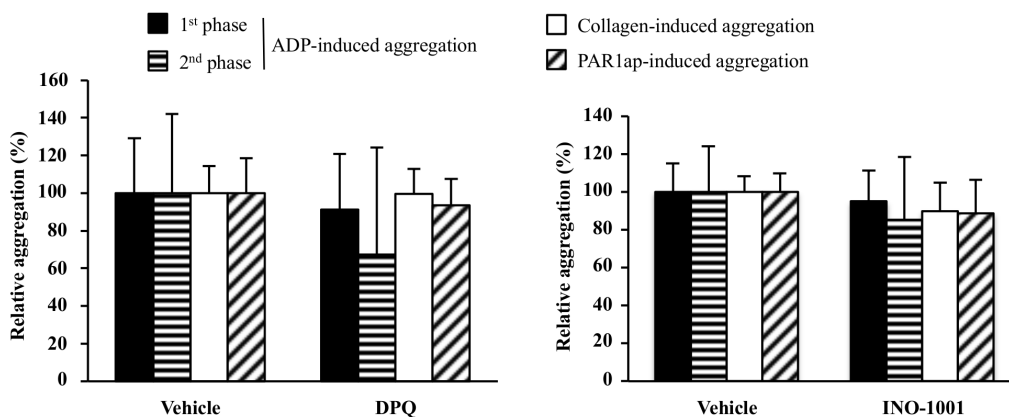 1st phase
2nd phase
ADP-induced aggregation
Collagen-induced aggregation
PAR1ap-induced aggregation
Relative aggregation (%)
160
140
120
100
80
60
40
20
0
Vehicle
DPQ
Relative aggregation (%)
140
120
100
80
60
40
20
0
Vehicle
INO-1001